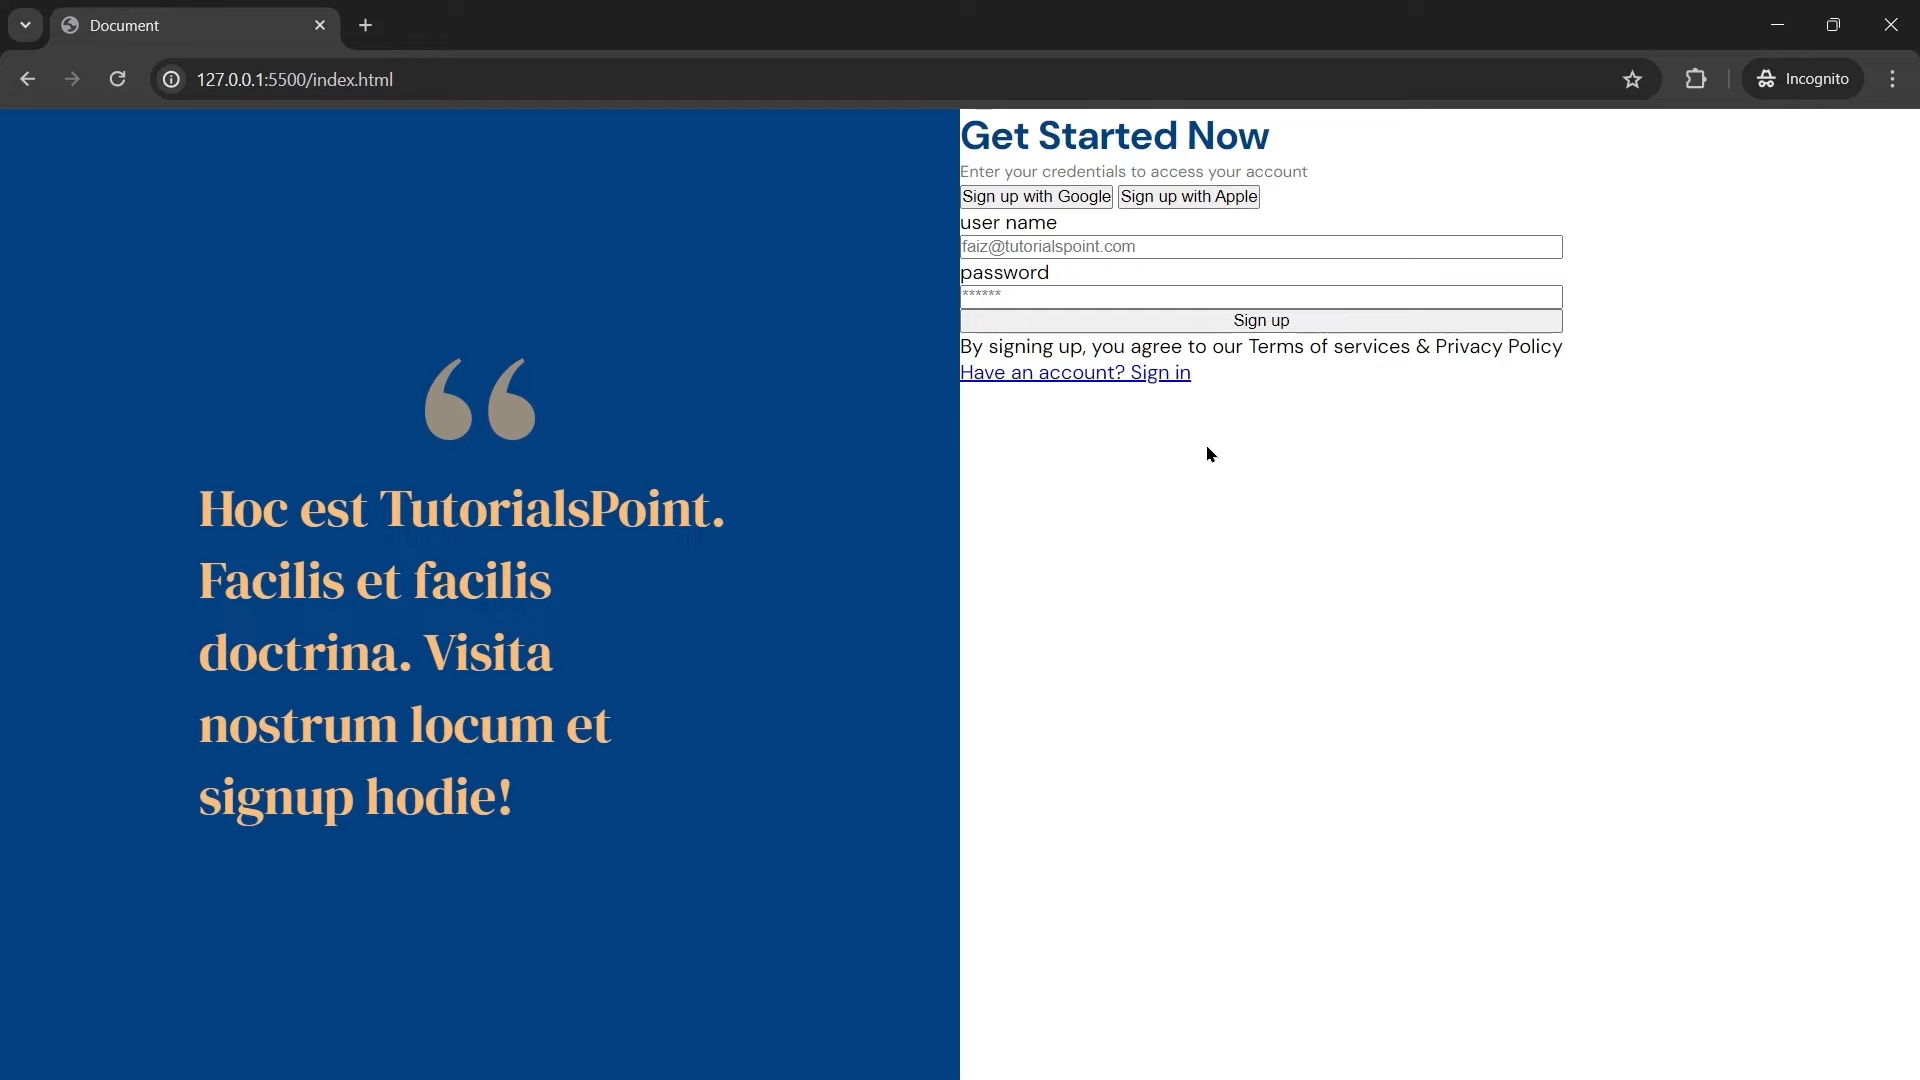 Document
127.0.0.1:5500/index.html
Incognito
“
Hoc est TutorialsPoint.
Facilis et facilis
doctrina. Visita
nostrum locum et
signup hodie!
Get Started Now
Enter your credentials to access your account
Sign up with Google Sign up with Apple
user name
faiz@tutorialspoint.com
password
******
Sign up
By signing up, you agree to our Terms of services & Privacy Policy
Have an account? Sign in